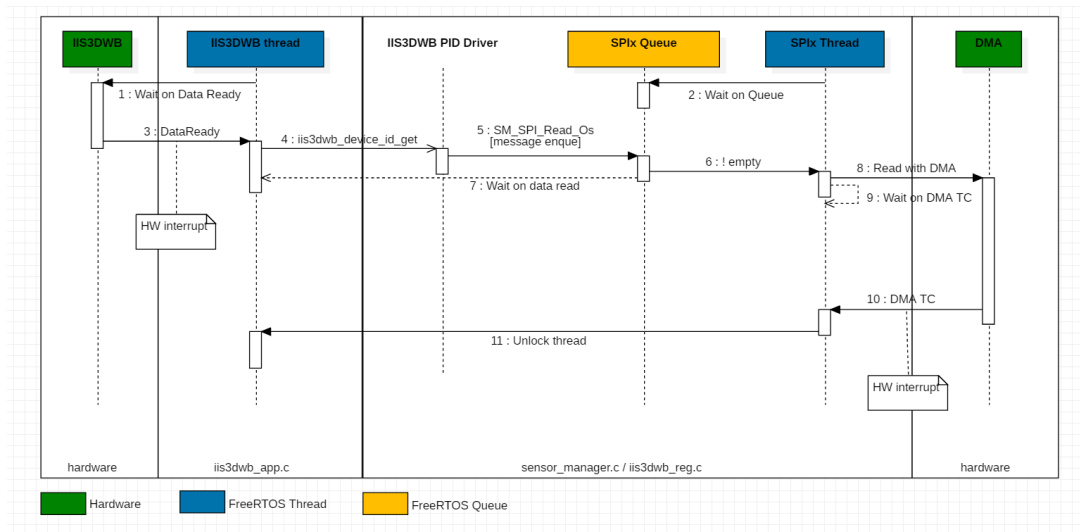 IIS3DWB
IIS3DWB thread
IIS3DWB PID Driver
SPIx Queue
SPIx Thread
DMA
1 : Wait on Data Ready
2 : Wait on Queue
3 : DataReady
4 : iis3dwb_device_id_get
5 : SM_SPI_Read_Os
[message enque]
6 : ! empty
7 : Wait on data read
8 : Read with DMA
9 : Wait on DMA TC
HW interrupt
10 : DMA TC
11 : Unlock thread
HW interrupt
hardware
iis3dwb_app.c
sensor_manager.c / iis3dwb_reg.c
hardware
Hardware
FreeRTOS Thread
FreeRTOS Queue